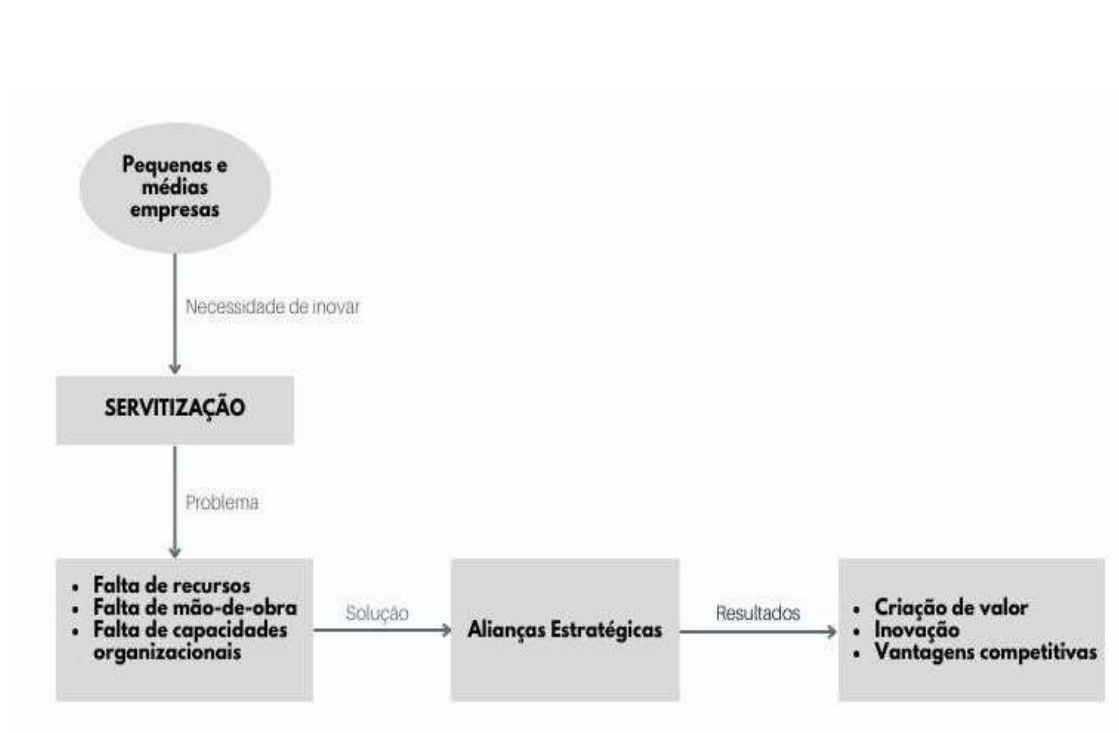 Pequenas e
médias
empresas
Necessidade de inovar
SERVITIZAÇÃO
Problema
• Falta de recursos
• Falta de mão-de-obra
• Falta de capacidades
organizacionais
Solução
Alianças Estratégicas
Resultados
• Criação de valor
• Inovação
• Vantagens competitivas